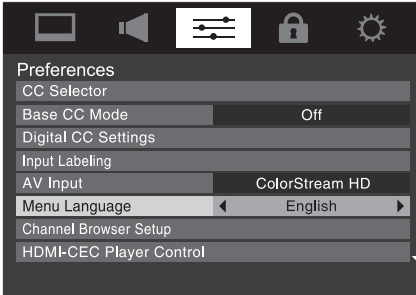 Preferences
CC Selector
Base CC Mode Off
Digital CC Settings
Input Labeling
AV Input ColorStream HD
Menu Language English
Channel Browser Setup
HDMI-CEC Player Control